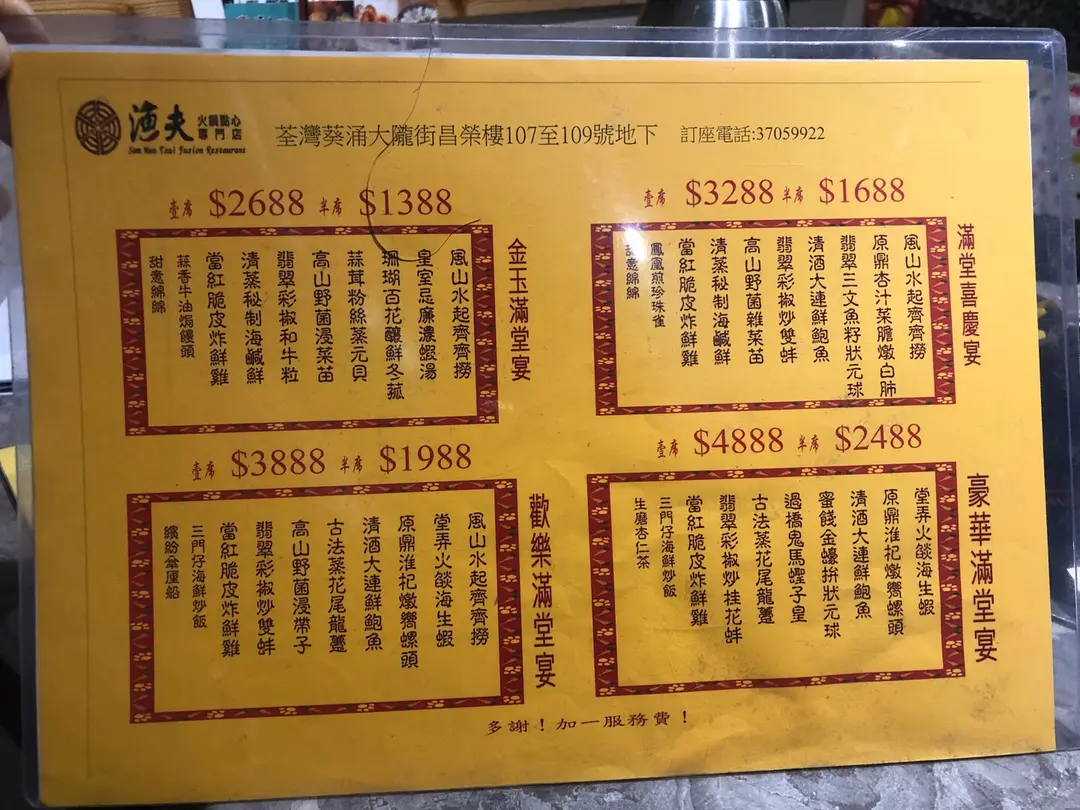 漁夫
火鍋點心
專門店
San Mun Tsai Fusion Restaurant
荃灣葵涌大隴街昌榮樓107至109號地下 訂座電話:37059922
壹席 $2688 半席 $1388
金玉滿堂宴
風山水起齊齊撈
皇室忌廉濃蝦湯
珊瑚百花釀鮮冬菰
蒜茸粉絲蒸元貝
高山野菌浸菜苗
翡翠彩椒和牛粒
清蒸秘制海鹹鮮
當紅脆皮炸鮮雞
蒜香牛油焗饅頭
甜意綿綿
壹席 $3288 半席 $1688
滿堂喜慶宴
風山水起齊齊撈
原鼎杏汁菜膽燉白肺
翡翠三文魚籽狀元球
清酒大連鮮鮑魚
翡翠彩椒炒雙蚌
高山野菌雜菜苗
清蒸秘制海鹹鮮
當紅脆皮炸鮮雞
鳳凰煎珍珠雀
甜意綿綿
壹席 $3888 半席 $1988
歡樂滿堂宴
風山水起齊齊撈
堂弄火燄海生蝦
原鼎淮杞燉嚮螺頭
清酒大連鮮鮑魚
古法蒸花尾龍躉
高山野菌浸帶子
翡翠彩椒炒雙蚌
當紅脆皮炸鮮雞
三門仔海鮮炒飯
繽紛雫厘船
壹席 $4888 半席 $2488
豪華滿堂宴
堂弄火燄海生蝦
原鼎淮杞燉嚮螺頭
清酒大連鮮鮑魚
蜜餞金蠔拼狀元球
過橋鬼馬蟶子皇
古法蒸花尾龍躉
翡翠彩椒炒桂花蚌
當紅脆皮炸鮮雞
三門仔海鮮炒飯
生磨杏仁茶
多謝！加一服務費！